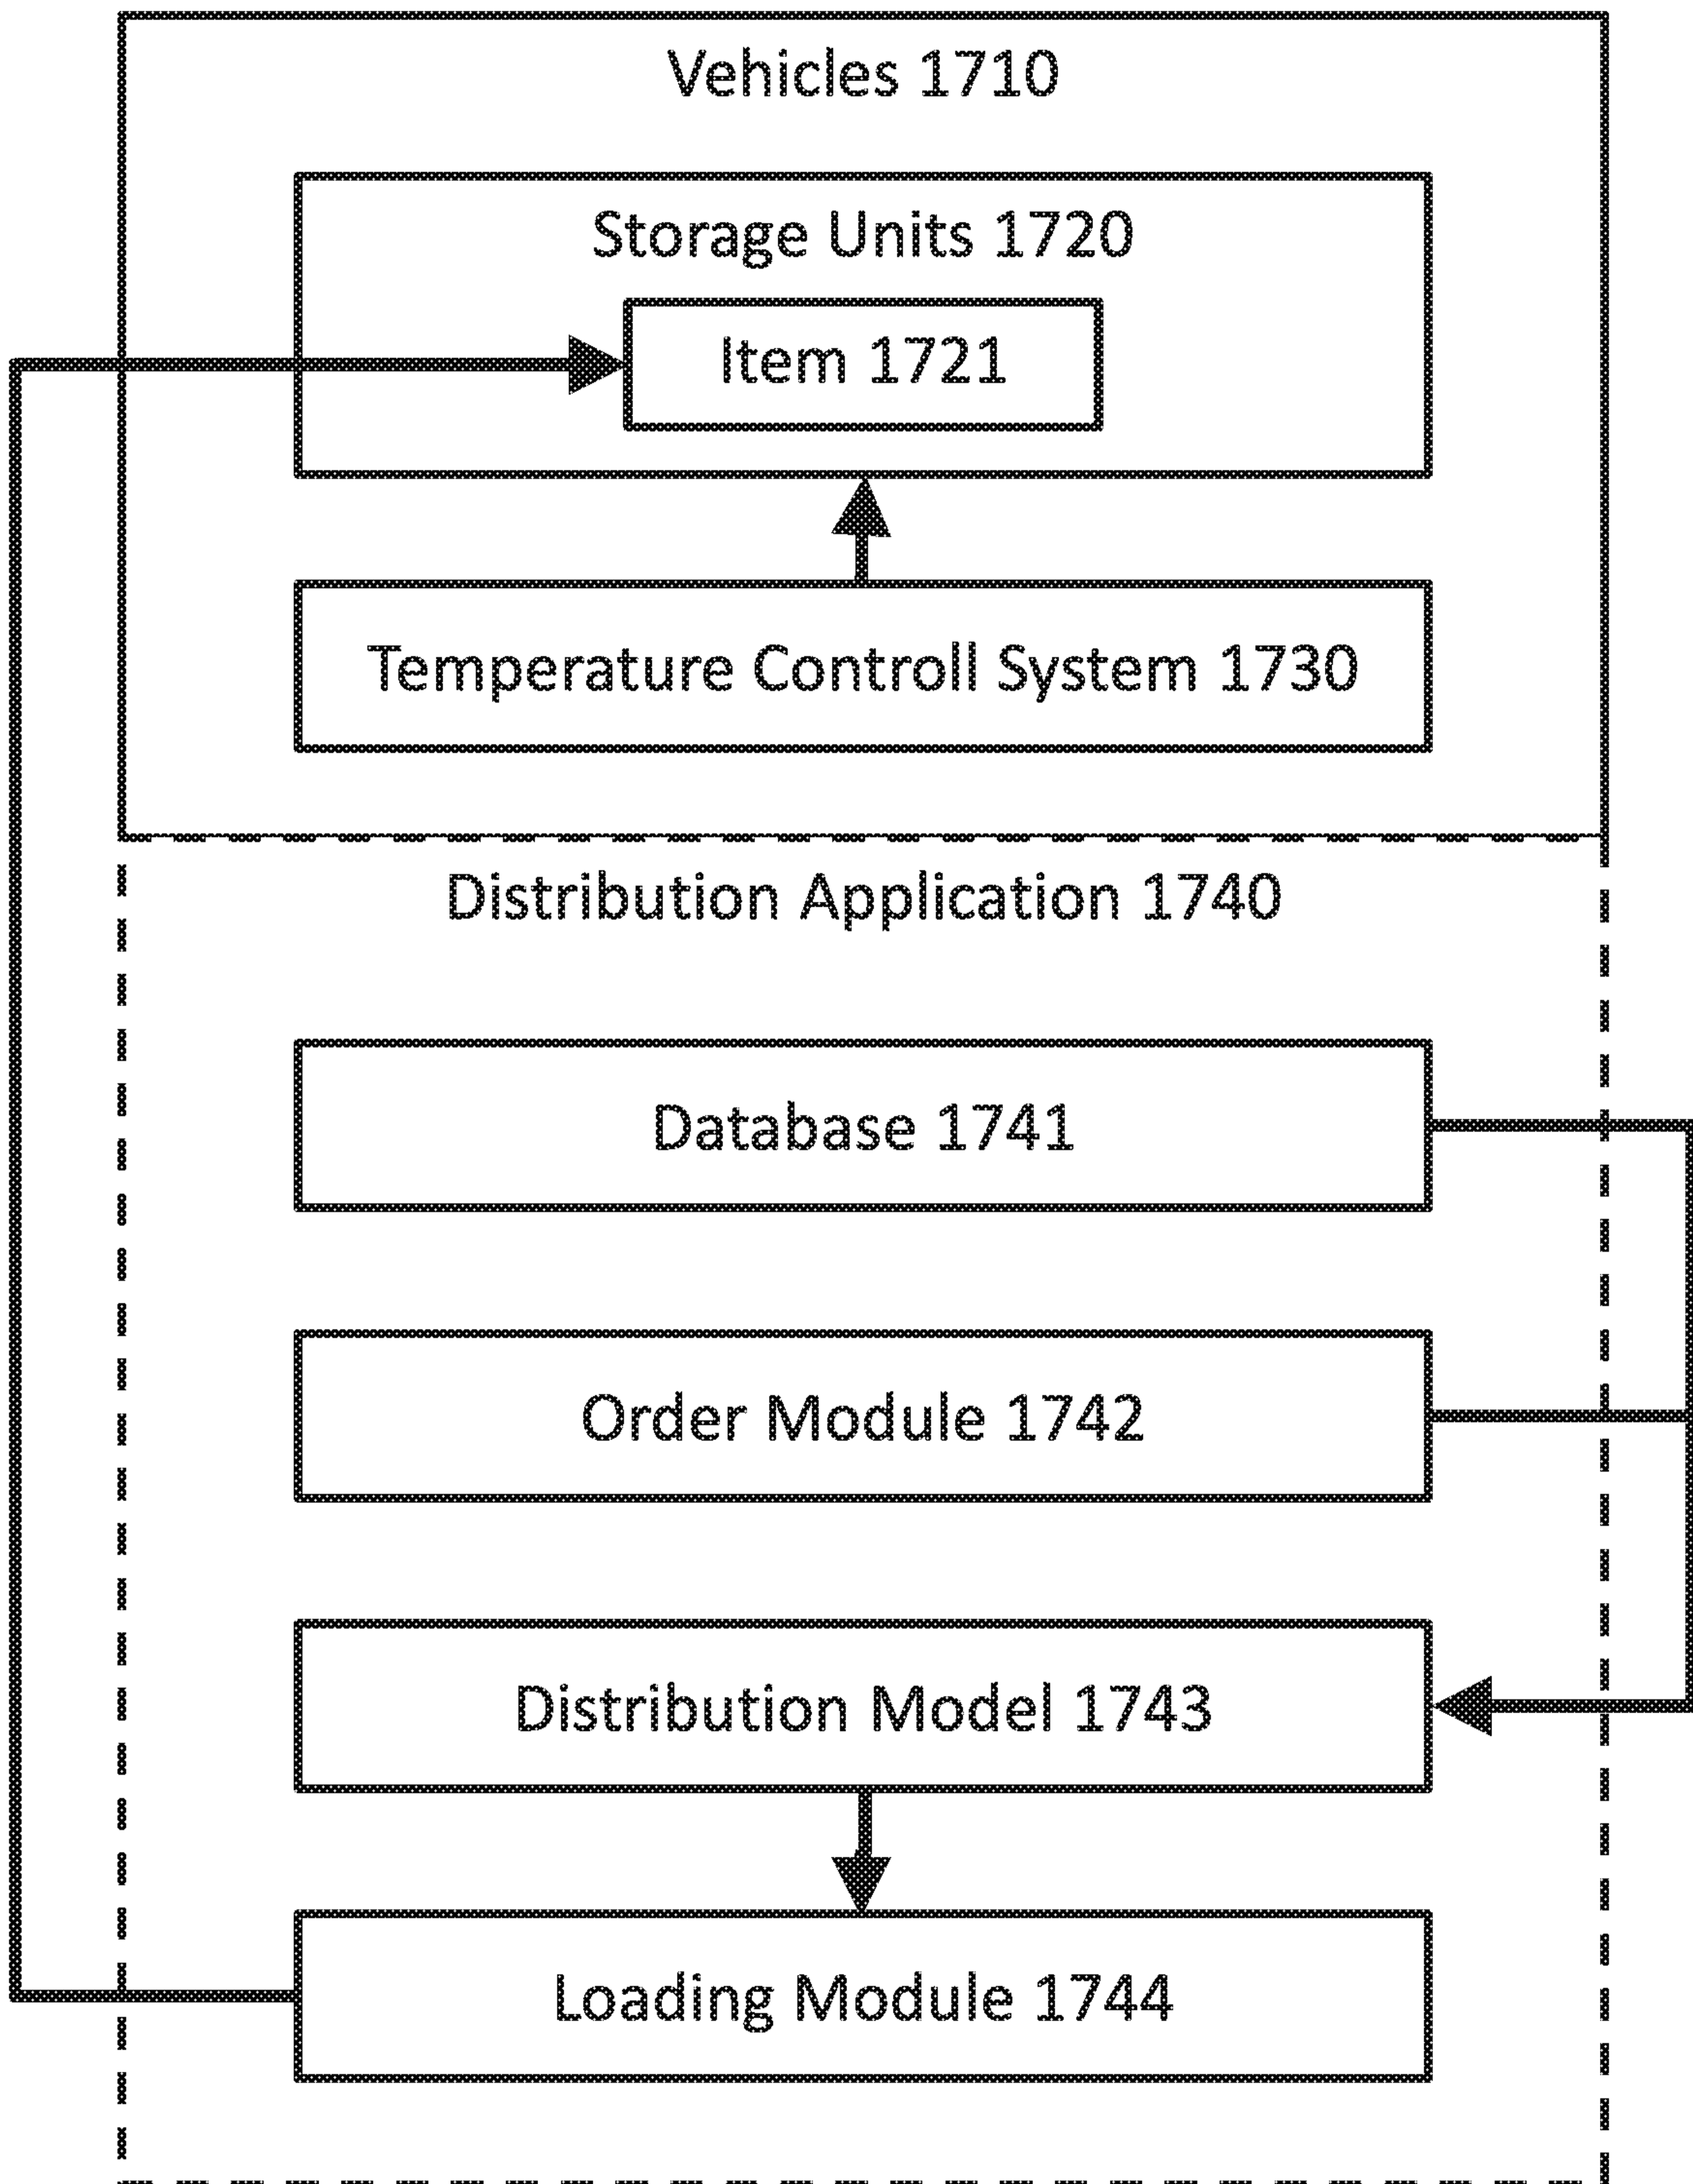 Vehicles 1710
Storage Units 1720
Item 1721
Temperature Controll System 1730
Distribution Application 1740
Database 1741
Order Module 1742
Distribution Model 1743
Loading Module 1744